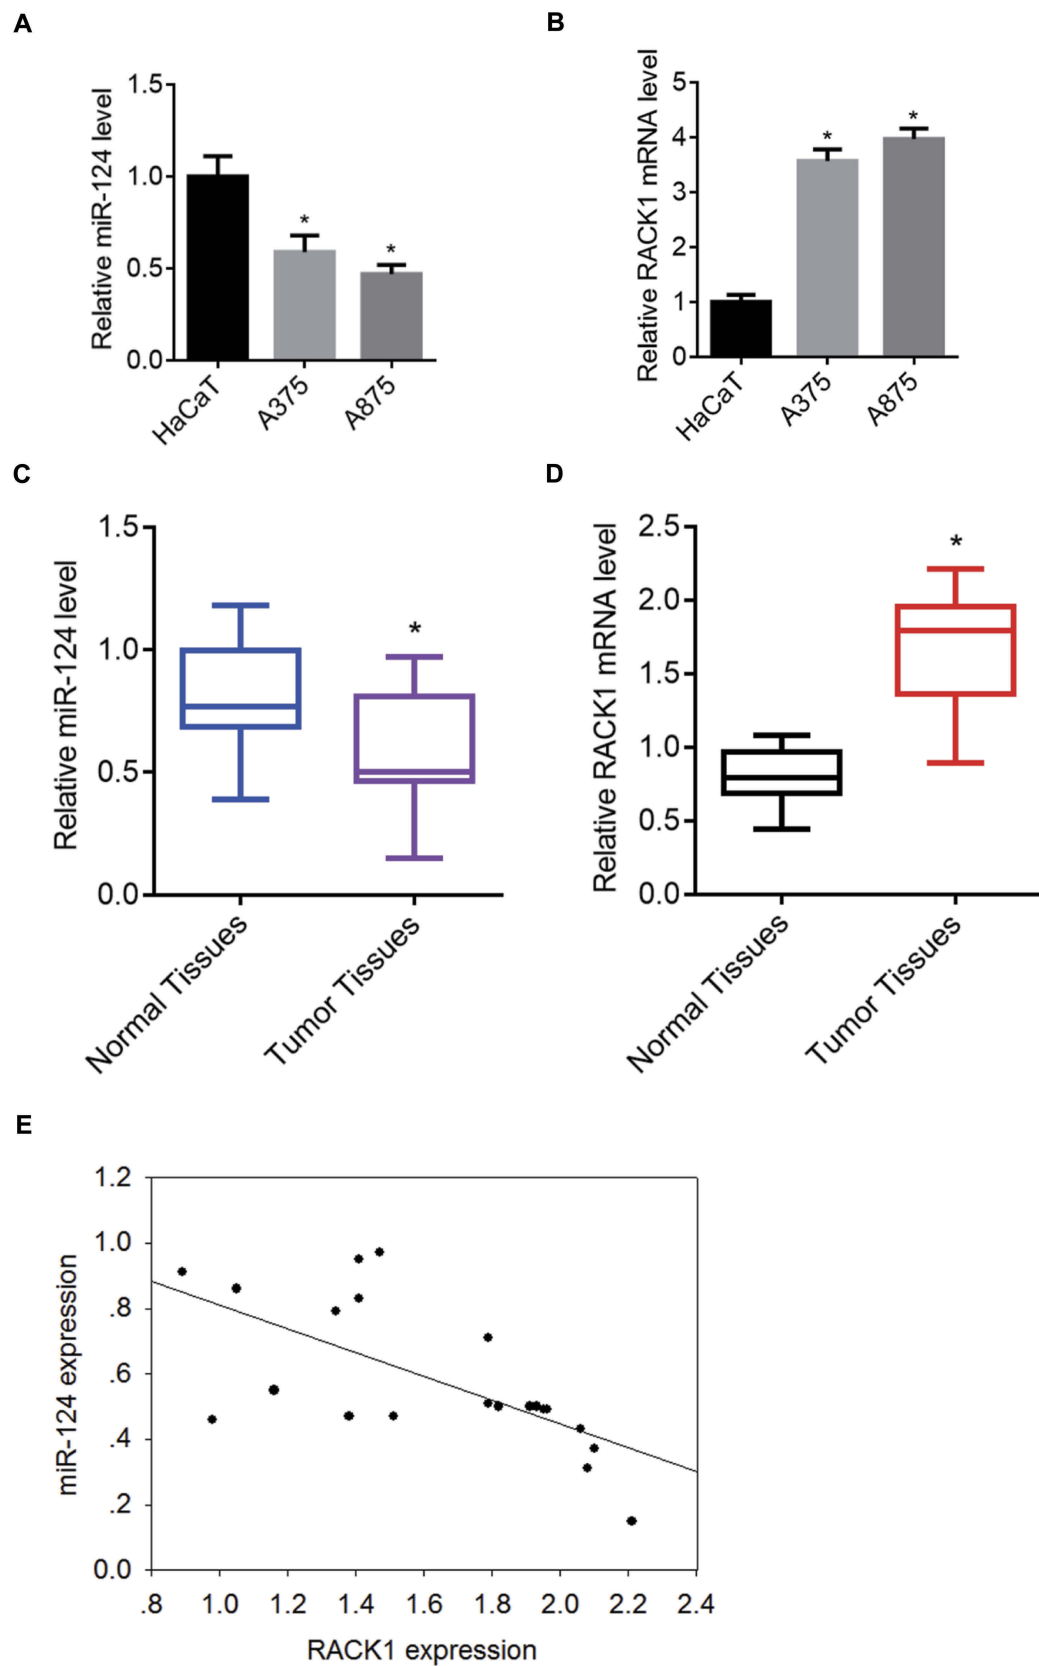 A
Relative miR-124 level
1.5
1.0
0.5
0.0
*
*
HaCaT
A375
A875
B
Relative RACK1 mRNA level
5
4
3
2
1
0
*
*
HaCaT
A375
A875
C
Relative miR-124 level
1.5
1.0
0.5
0.0
*
Normal Tissues
Tumor Tissues
D
Relative RACK1 mRNA level
2.5
2.0
1.5
1.0
0.5
0.0
*
Normal Tissues
Tumor Tissues
E
miR-124 expression
1.2
1.0
.8
.6
.4
.2
0.0
.8 1.0 1.2 1.4 1.6 1.8 2.0 2.2 2.4
RACK1 expression